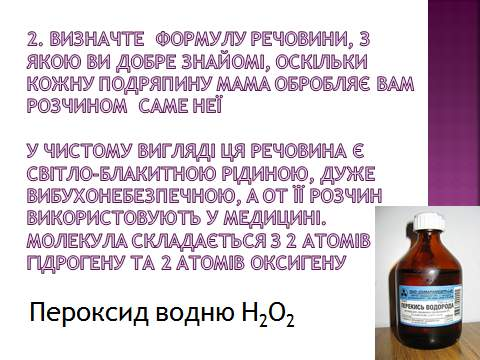 2. ВИЗНАЧТЕ ФОРМУЛУ РЕЧОВИНИ, З
ЯКОЮ ВИ ДОБРЕ ЗНАЙОМІ, ОСКІЛЬКИ
КОЖНУ ПОДРЯПИНУ МАМА ОБРОБЛЯЄ ВАМ
РОЗЧИНОМ САМЕ НЕЇ
У ЧИСТОМУ ВИГЛЯДІ ЦЯ РЕЧОВИНА Є
СВІТЛО-БЛАКИТНОЮ РІДИНОЮ, ДУЖЕ
ВИБУХОНЕБЕЗПЕЧНОЮ, А ОТ ЇЇ РОЗЧИН
ВИКОРИСТОВУЮТЬ У МЕДИЦИНІ.
МОЛЕКУЛА СКЛАДАЄТЬСЯ З 2 АТОМІВ
ГІДРОГЕНУ ТА 2 АТОМІВ ОКСИГЕНУ
Пероксид водню H₂O₂
ПЕРЕКИСЬ ВОДОРОДА